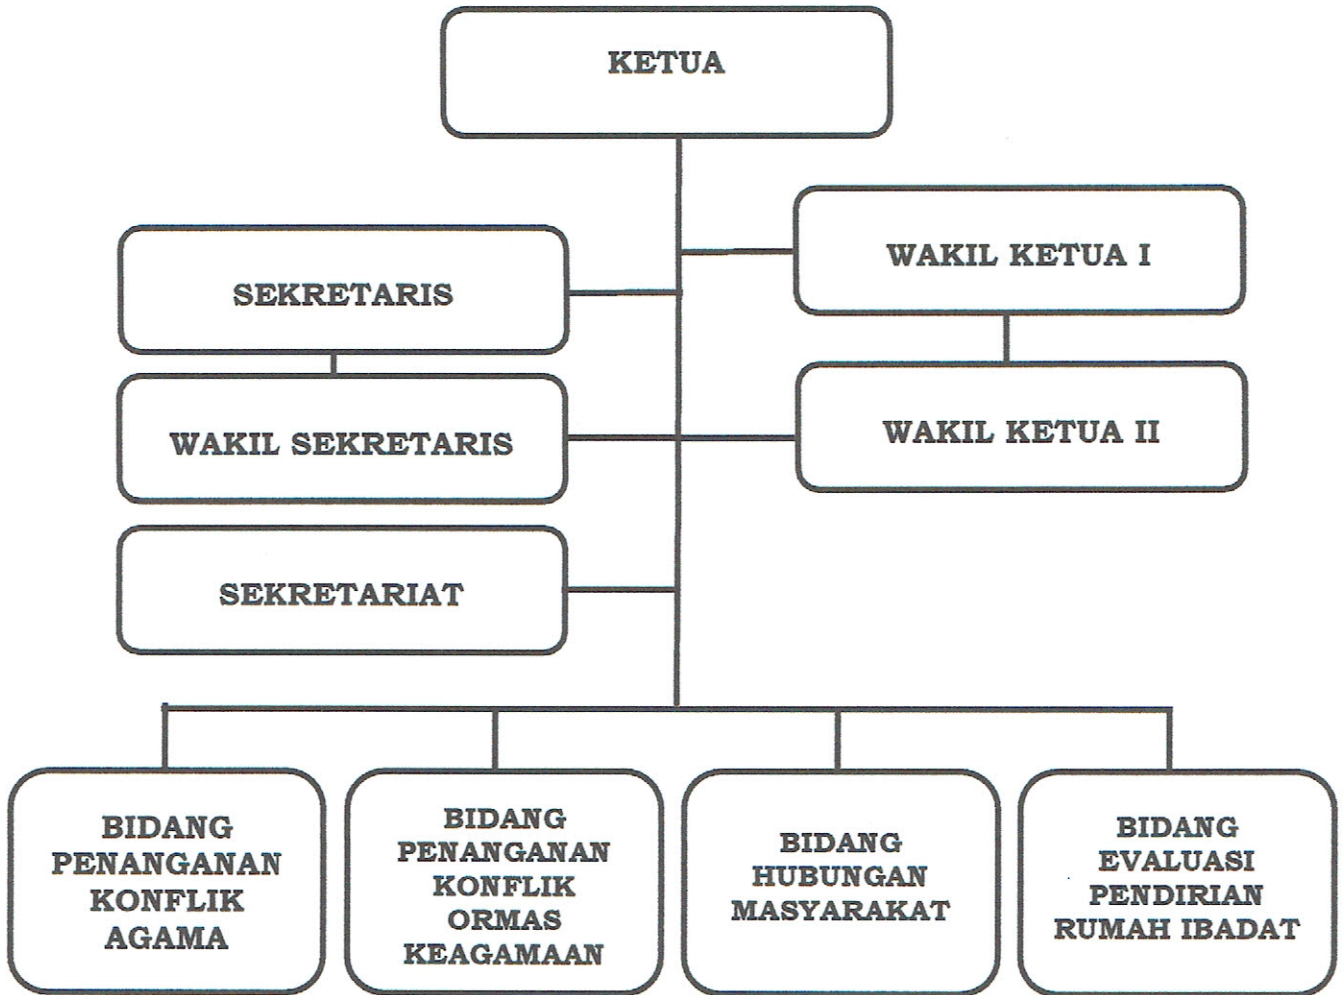 KETUA
WAKIL KETUA I
SEKRETARIS
WAKIL KETUA II
WAKIL SEKRETARIS
SEKRETARIAT
BIDANG
PENANGANAN
KONFLIK
AGAMA
BIDANG
PENANGANAN
KONFLIK
ORMAS
KEAGAMAAN
BIDANG
HUBUNGAN
MASYARAKAT
BIDANG
EVALUASI
PENDIRIAN
RUMAH IBADAT